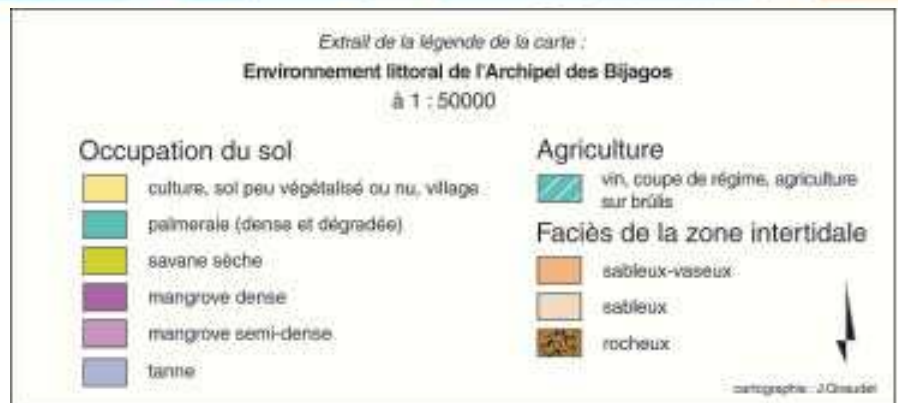 Extrait de la légende de la carte :
Environnement littoral de l'Archipel des Bijagos
à 1 : 50000
Occupation du sol
culture, sol peu végétalisé ou nu, village
palmeraie (dense et dégradée)
savane sèche
mangrove dense
mangrove semi-dense
tanne
Agriculture
vin, coupe de régime, agriculture
sur brûlis
Faciès de la zone intertidale
sableux-vaseux
sableux
rocheux
cartographie : J.Giraudet